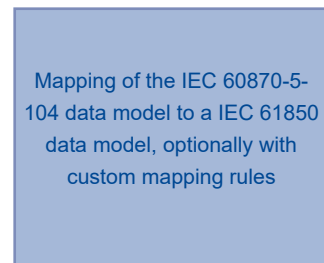 Mapping of the IEC 60870-5-
104 data model to a IEC 61850
data model, optionally with
custom mapping rules